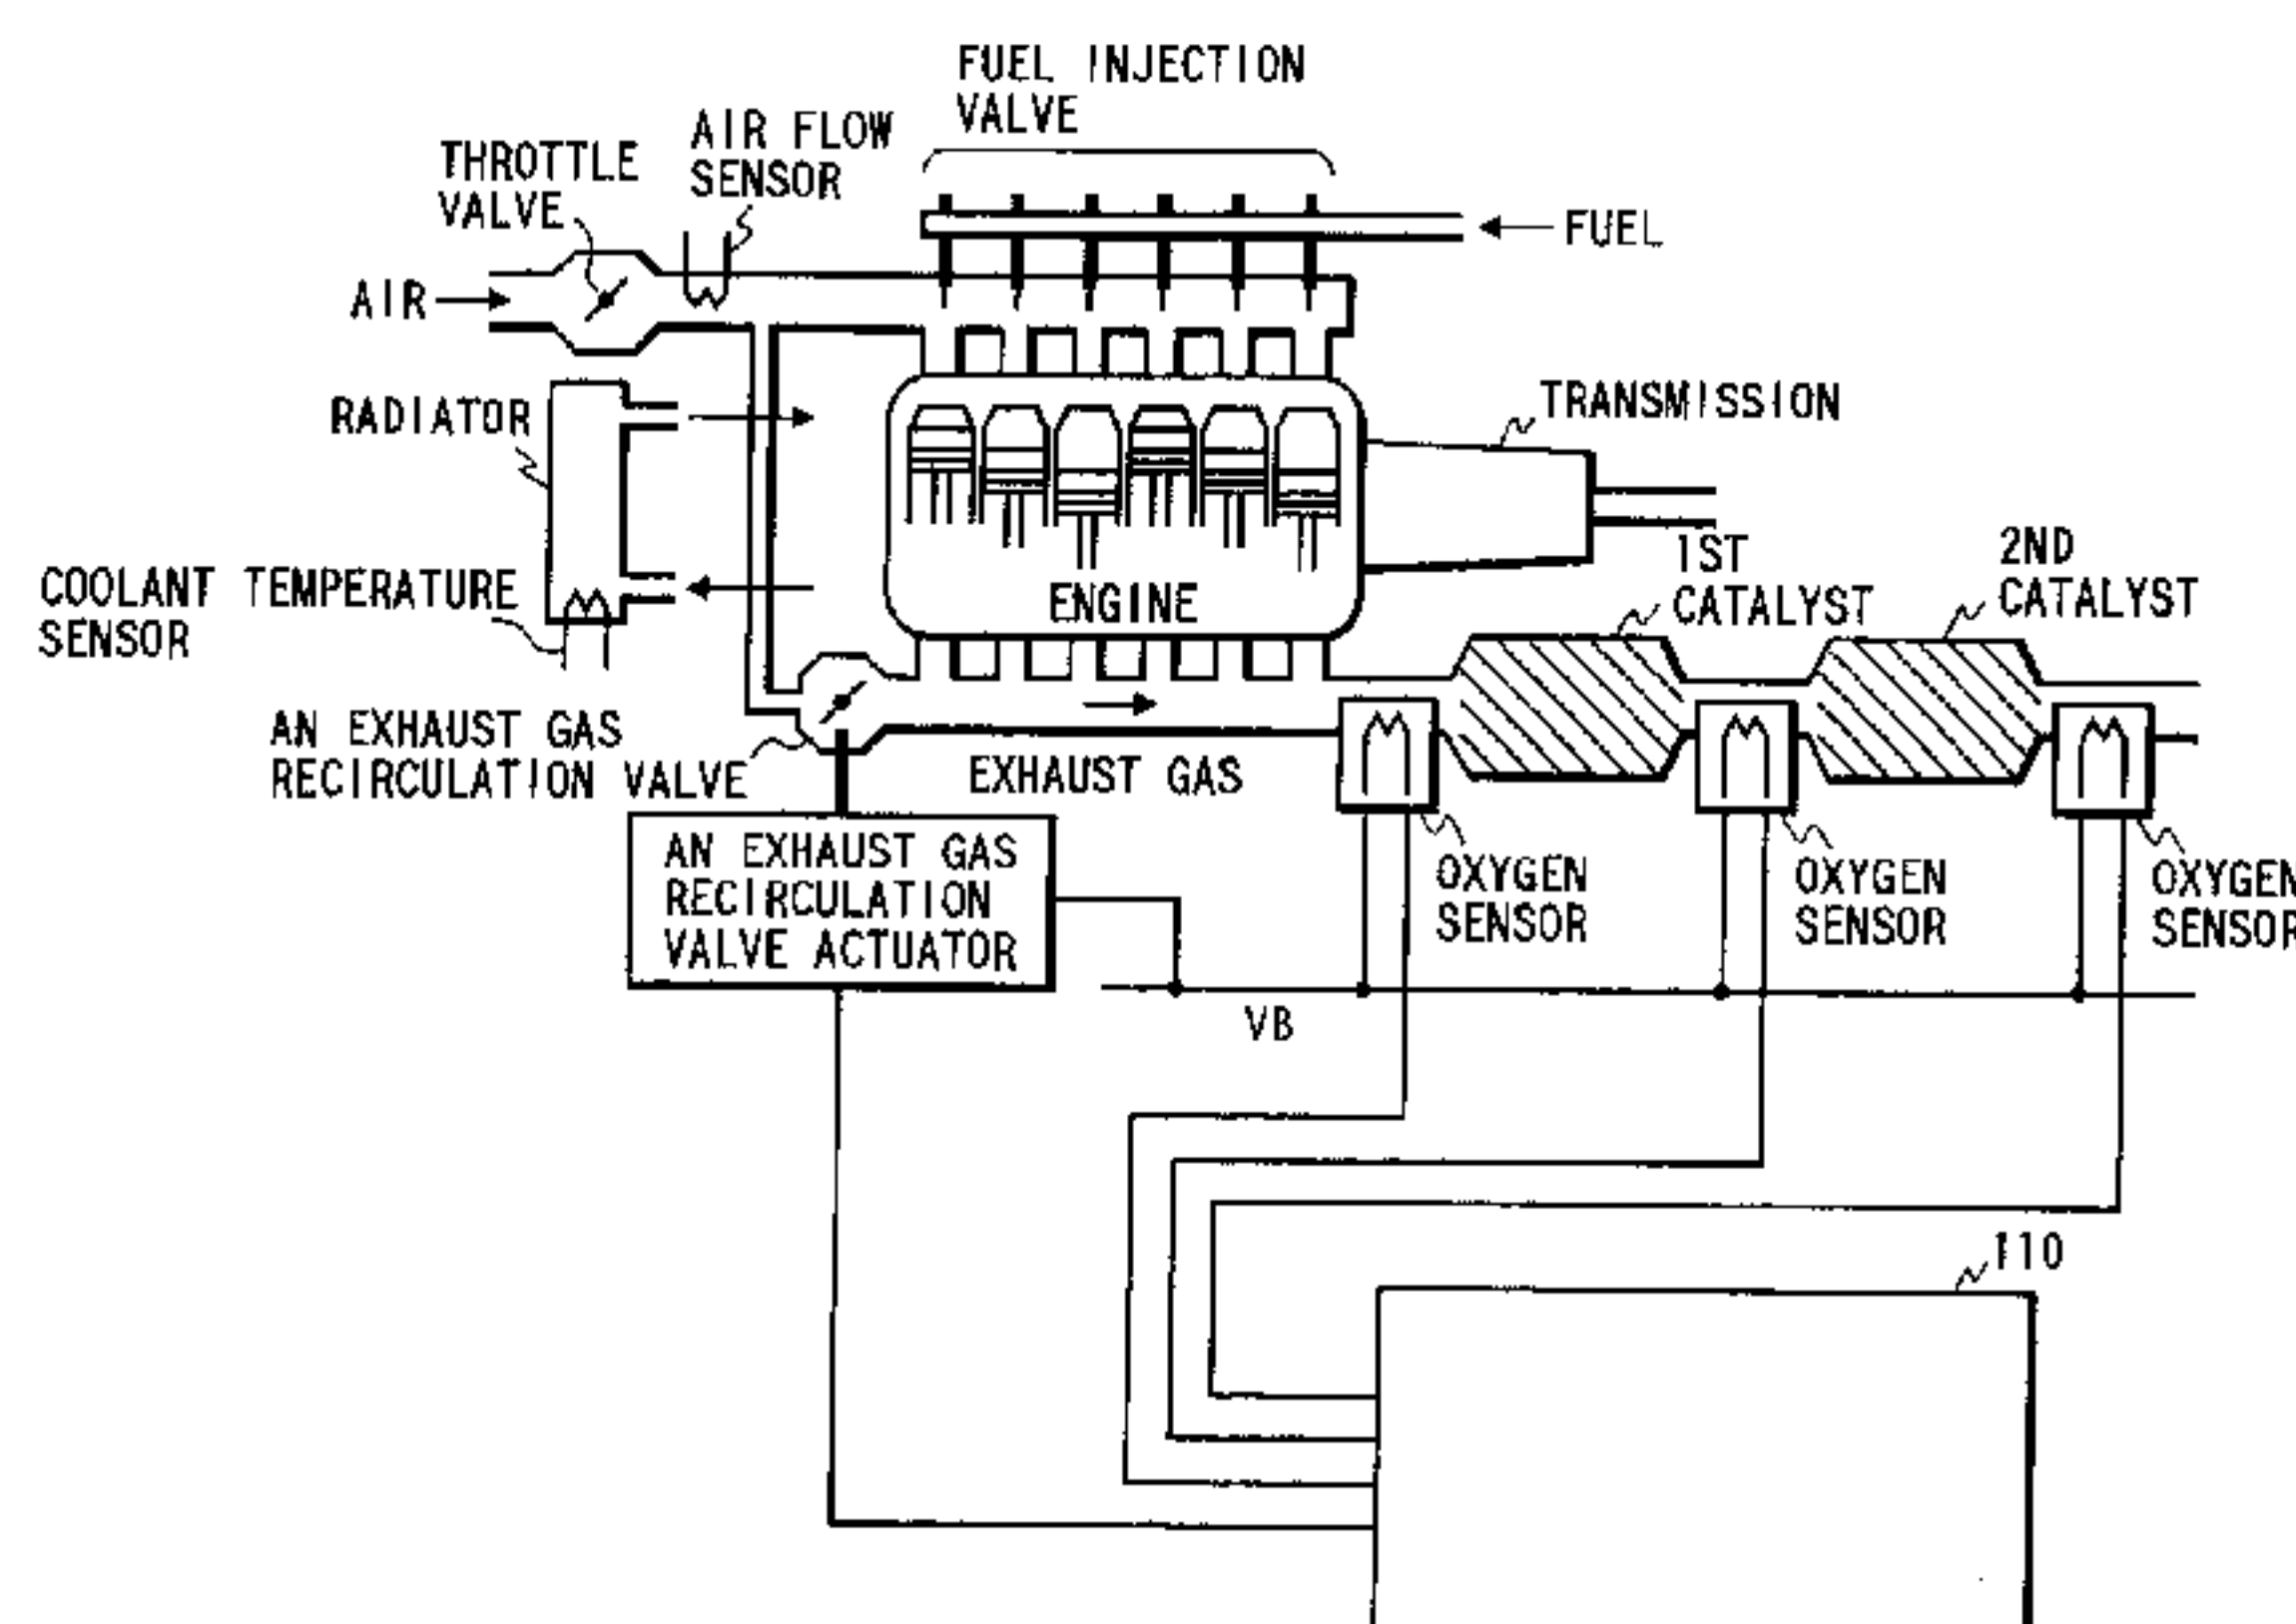 FUEL INJECTION
VALVE
AIR FLOW
SENSOR
THROTTLE
VALVE
FUEL
AIR
RADIATOR
TRANSMISSION
COOLANT TEMPERATURE
SENSOR
ENGINE
1ST
CATALYST
2ND
CATALYST
AN EXHAUST GAS
RECIRCULATION VALVE
EXHAUST GAS
AN EXHAUST GAS
RECIRCULATION
VALVE ACTUATOR
OXYGEN
SENSOR
OXYGEN
SENSOR
OXYGEN
SENSOR
VB
110